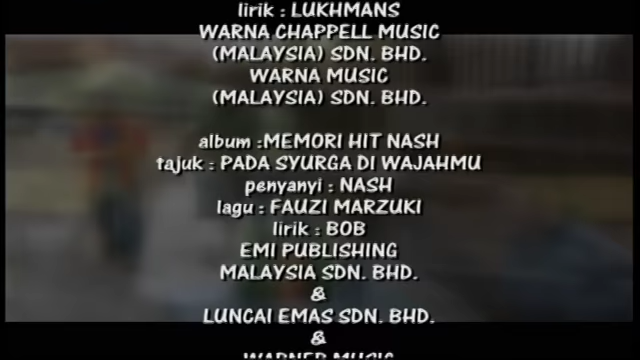 lirik : LUKHMANS
WARNA CHAPPELL MUSIC
(MALAYSIA) SDN. BHD.
WARNA MUSIC
(MALAYSIA) SDN. BHD.
album :MEMORI HIT NASH
tajuk : PADA SYURGA DI WAJAHMU
penyanyi : NASH
lagu : FAUZI MARZUKI
lirik : BOB
EMI PUBLISHING
MALAYSIA SDN. BHD.
&
LUNCAI EMAS SDN. BHD.
&
WARNER MUSIC